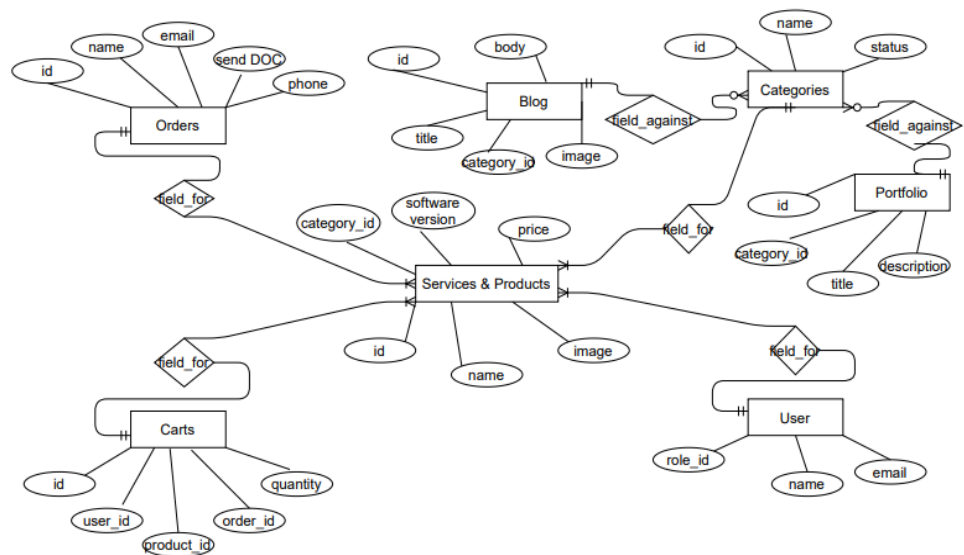 name
email
send DOC
id
phone
Orders
field_for
body
id
Blog
title
category_id
image
field_against
name
id
status
Categories
field_against
Portfolio
id
category_id
title
description
field_for
software
version
category_id
price
Services & Products
id
name
image
field_for
Carts
id
user_id
product_id
order_id
quantity
field_for
User
role_id
name
email